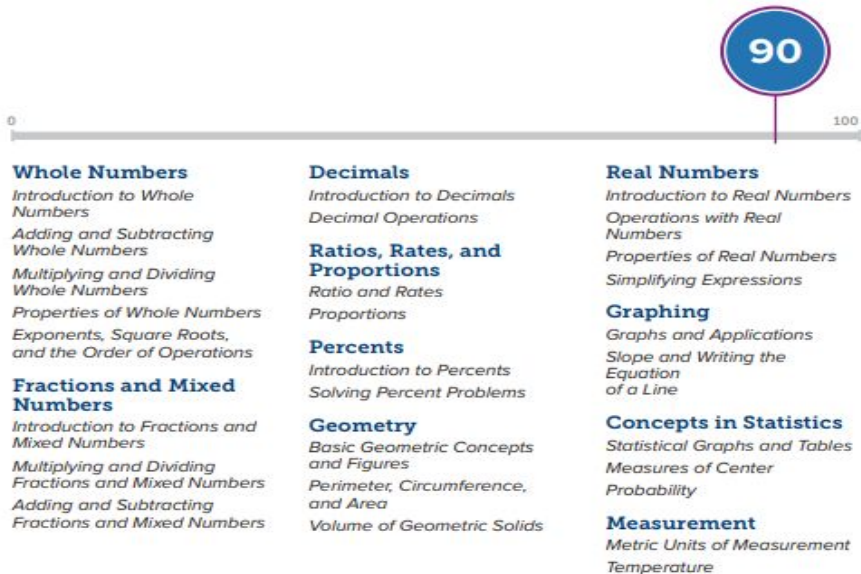 90
0
100
Whole Numbers
Introduction to Whole
Numbers
Adding and Subtracting
Whole Numbers
Multiplying and Dividing
Whole Numbers
Properties of Whole Numbers
Exponents, Square Roots,
and the Order of Operations
Fractions and Mixed
Numbers
Introduction to Fractions and
Mixed Numbers
Multiplying and Dividing
Fractions and Mixed Numbers
Adding and Subtracting
Fractions and Mixed Numbers
Decimals
Introduction to Decimals
Decimal Operations
Ratios, Rates, and
Proportions
Ratio and Rates
Proportions
Percents
Introduction to Percents
Solving Percent Problems
Geometry
Basic Geometric Concepts
and Figures
Perimeter, Circumference,
and Area
Volume of Geometric Solids
Real Numbers
Introduction to Real Numbers
Operations with Real
Numbers
Properties of Real Numbers
Simplifying Expressions
Graphing
Graphs and Applications
Slope and Writing the
Equation
of a Line
Concepts in Statistics
Statistical Graphs and Tables
Measures of Center
Probability
Measurement
Metric Units of Measurement
Temperature